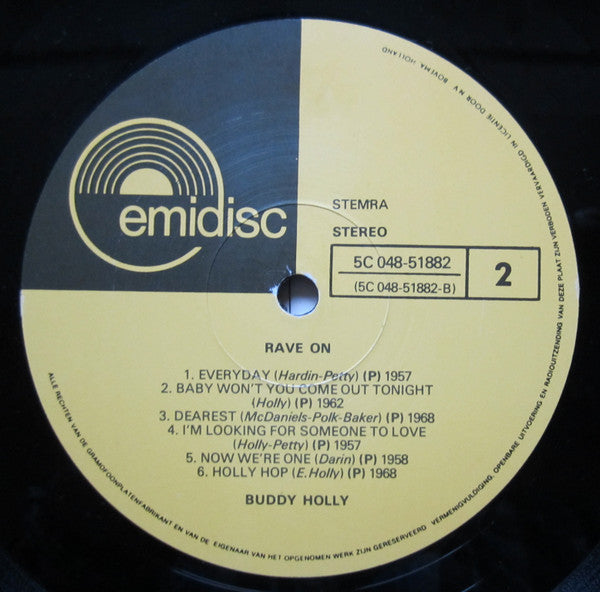 emidisc
STEMRA
STEREO
5C 048-51882
(5C 048-51882-B)
2
RAVE ON
1. EVERYDAY (Hardin-Petty) (P) 1957
2. BABY WON'T YOU COME OUT TONIGHT
(Holly) (P) 1962
3. DEAREST (McDaniels-Polk-Baker) (P) 1968
4. I'M LOOKING FOR SOMEONE TO LOVE
(Holly-Petty) (P) 1957
5. NOW WE'RE ONE (Darin) (P) 1958
6. HOLLY HOP (E.Holly) (P) 1968
BUDDY HOLLY
ALLE RECHTEN VAN DE GRAMOFOONPLATENFABRIKANT EN VAN DE EIGENAAR VAN HET OPGENOMEN WERK ZIJN GERESERVEERD. VERMENIGVULDIGING, OPENBARE UITVOERING EN RADIOUITZENDING VAN DEZE PLAAT ZIJN VERBODEN VERVAARDIGD IN LICENTIE DOOR N.V. BOVEMA HOLLAND